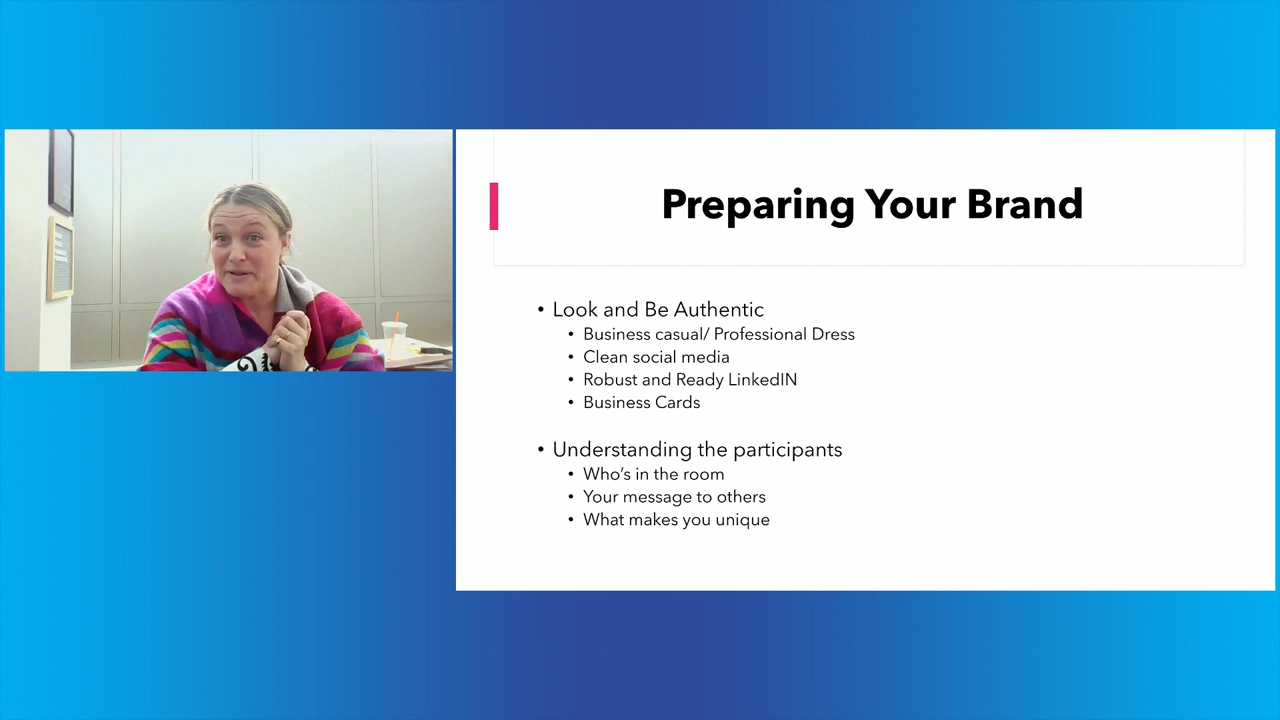 Preparing Your Brand
• Look and Be Authentic
• Business casual/ Professional Dress
• Clean social media
• Robust and Ready LinkedIN
• Business Cards
• Understanding the participants
• Who’s in the room
• Your message to others
• What makes you unique